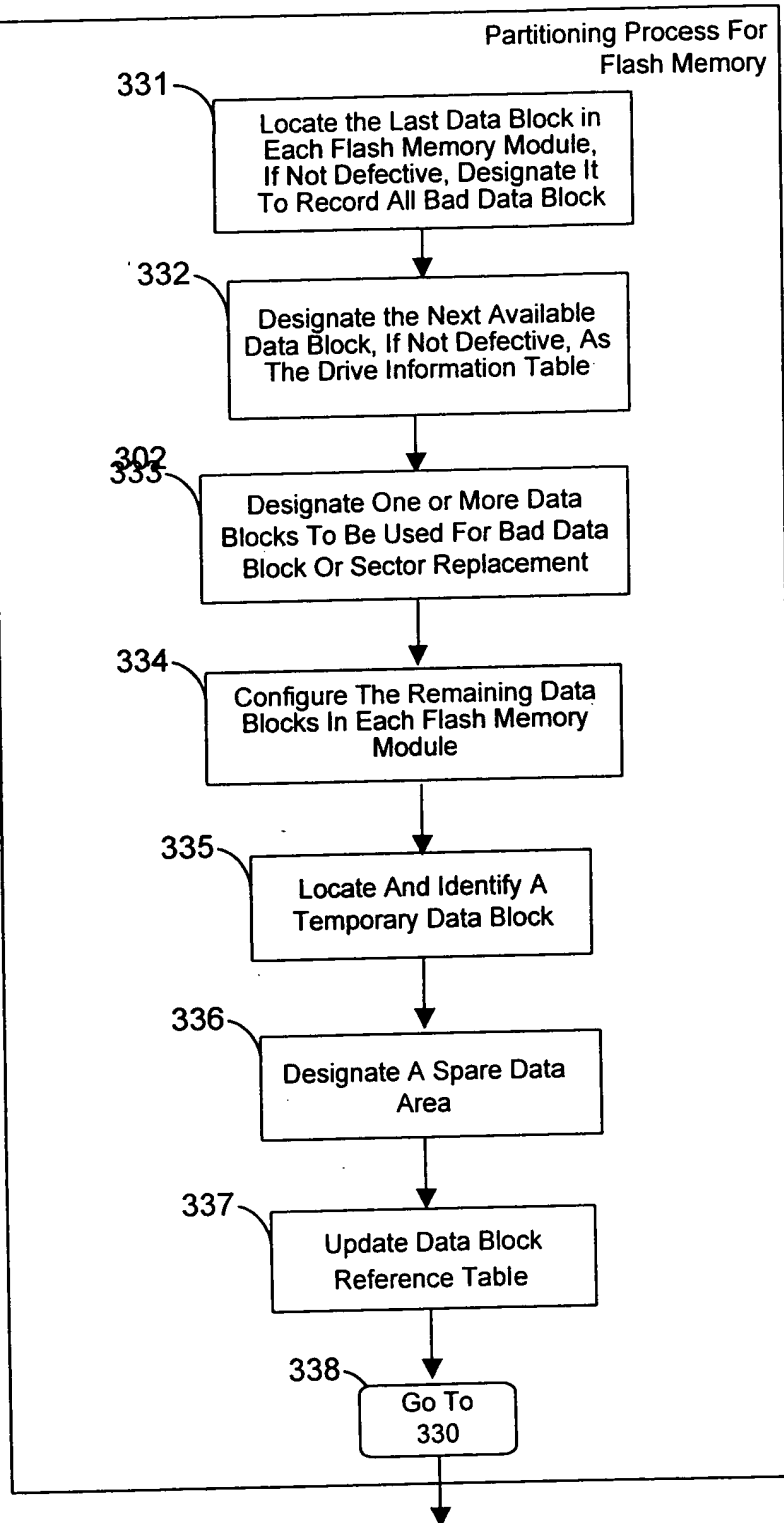 Partitioning Process For
Flash Memory
331
Locate the Last Data Block in
Each Flash Memory Module,
If Not Defective, Designate It
To Record All Bad Data Block
332
Designate the Next Available
Data Block, If Not Defective, As
The Drive Information Table
302
333
Designate One or More Data
Blocks To Be Used For Bad Data
Block Or Sector Replacement
334
Configure The Remaining Data
Blocks In Each Flash Memory
Module
335
Locate And Identify A
Temporary Data Block
336
Designate A Spare Data
Area
337
Update Data Block
Reference Table
338
Go To
330